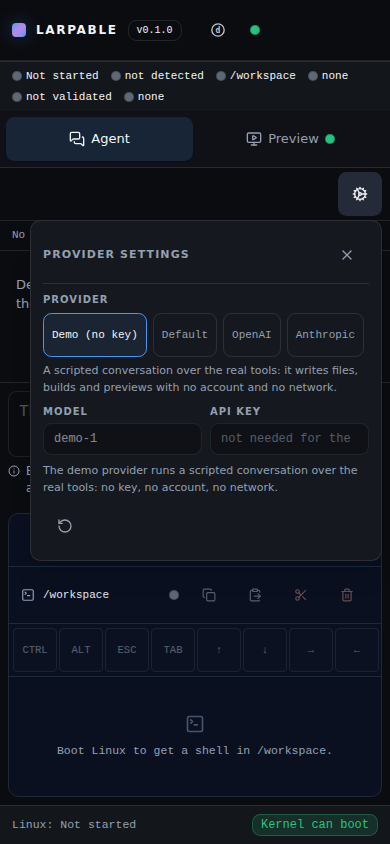 LARPABLE v0.1.0 d
Not started not detected /workspace none
not validated none
Agent Preview
No
PROVIDER SETTINGS
De
th
PROVIDER
Demo (no key) Default OpenAI Anthropic
A scripted conversation over the real tools: it writes files,
builds and previews with no account and no network.
MODEL API KEY
demo-1 not needed for the
The demo provider runs a scripted conversation over the
real tools: no key, no account, no network.
/workspace
CTRL ALT ESC TAB ↑ ↓ → ←
Boot Linux to get a shell in /workspace.
Linux: Not started Kernel can boot